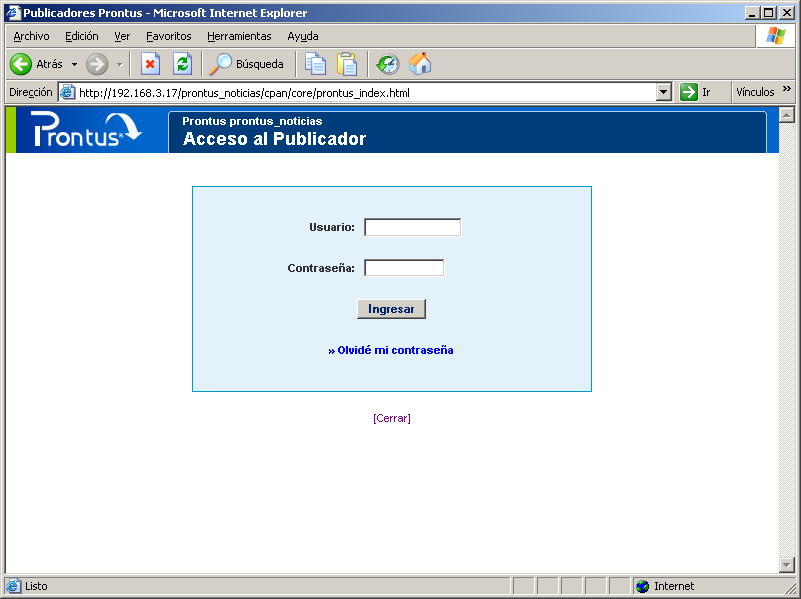 Publicadores Prontus - Microsoft Internet Explorer
Archivo Edición Ver Favoritos Herramientas Ayuda
Atrás Búsqueda
Dirección http://192.168.3.17/prontus_noticias/cpan/core/prontus_index.html Ir Vínculos »
Prontus Prontus prontus_noticias
Acceso al Publicador
Usuario:
Contraseña:
Ingresar
» Olvidé mi contraseña
[Cerrar]
Listo Internet